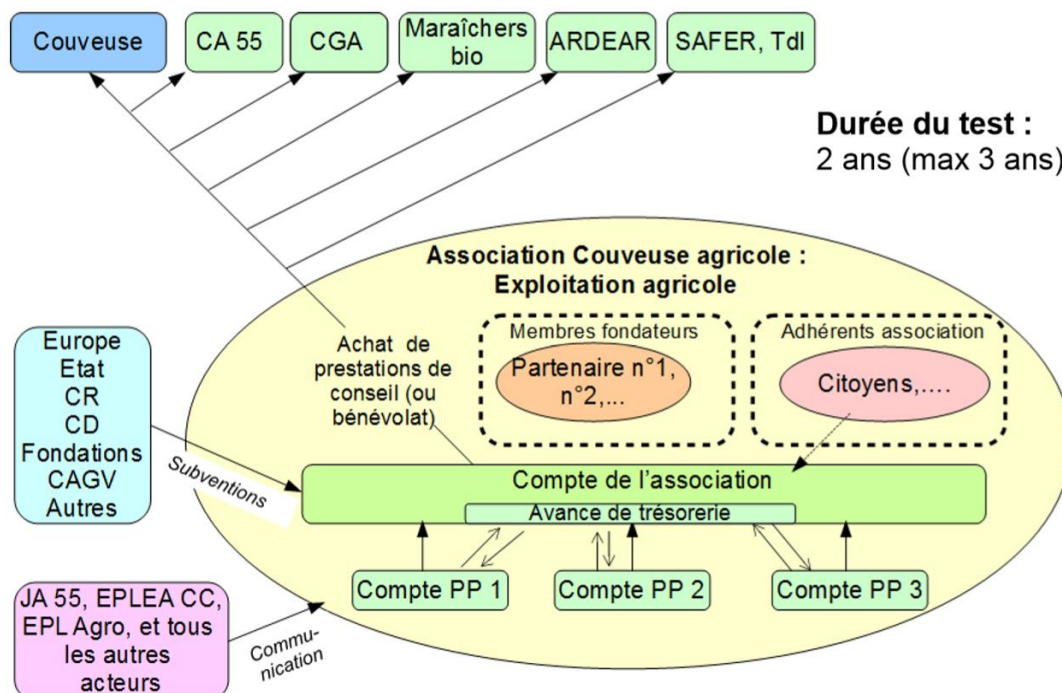 Couveuse
CA 55
CGA
Maraîchers
bio
ARDEAR
SAFER, Tdl
Durée du test :
2 ans (max 3 ans)
Association Couveuse agricole :
Exploitation agricole
Europe
Etat
CR
CD
Fondations
CAGV
Autres
Subventions
Achat de
prestations de
conseil (ou
bénévolat)
Membres fondateurs
Partenaire n°1,
n°2,...
Adhérents association
Citoyens,....
Compte de l'association
Avance de trésorerie
Compte PP 1
Compte PP 2
Compte PP 3
JA 55, EPLEA CC,
EPL Agro, et tous
les autres
acteurs
Commu-
nication